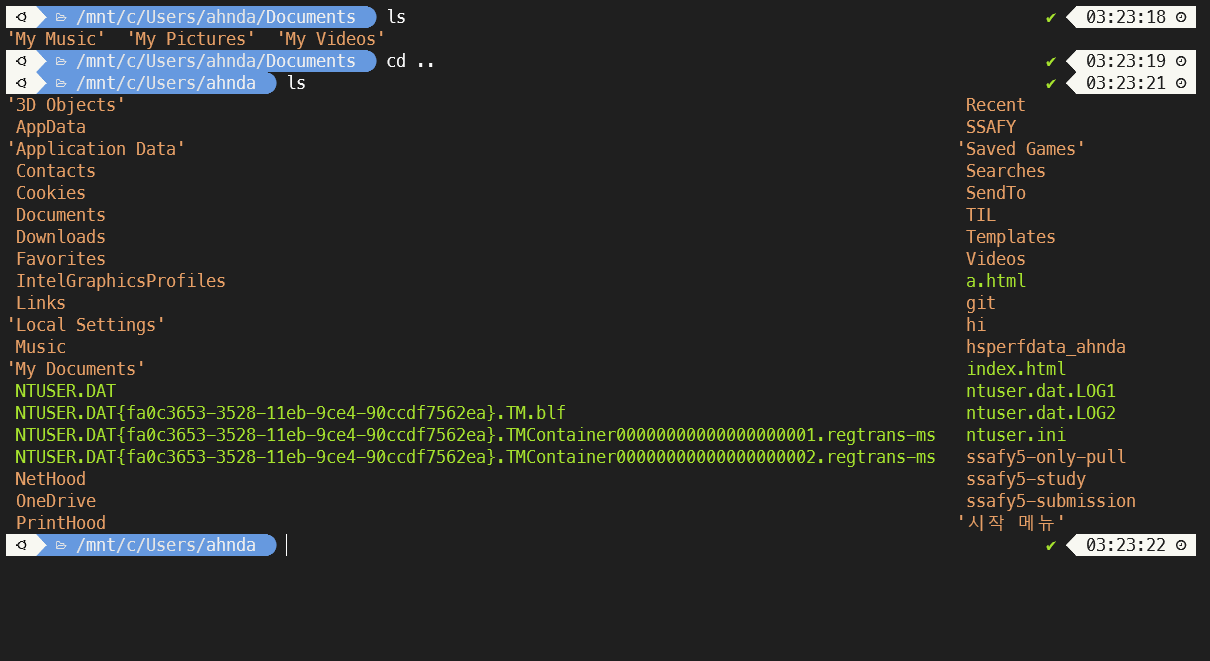 /mnt/c/Users/ahnda/Documents ls ✔ 03:23:18
'My Music' 'My Pictures' 'My Videos'
/mnt/c/Users/ahnda/Documents cd .. ✔ 03:23:19
/mnt/c/Users/ahnda ls ✔ 03:23:21
'3D Objects' Recent
AppData SSAFY
'Application Data' 'Saved Games'
Contacts Searches
Cookies SendTo
Documents TIL
Downloads Templates
Favorites Videos
IntelGraphicsProfiles a.html
Links git
'Local Settings' hi
Music hsperfdata_ahnda
'My Documents' index.html
NTUSER.DAT ntuser.dat.LOG1
NTUSER.DAT{fa0c3653-3528-11eb-9ce4-90ccdf7562ea}.TM.blf ntuser.dat.LOG2
NTUSER.DAT{fa0c3653-3528-11eb-9ce4-90ccdf7562ea}.TMContainer00000000000000000001.regtrans-ms ntuser.ini
NTUSER.DAT{fa0c3653-3528-11eb-9ce4-90ccdf7562ea}.TMContainer00000000000000000002.regtrans-ms ssafy5-only-pull
NetHood ssafy5-study
OneDrive ssafy5-submission
PrintHood '시작 메뉴'
/mnt/c/Users/ahnda ✔ 03:23:22